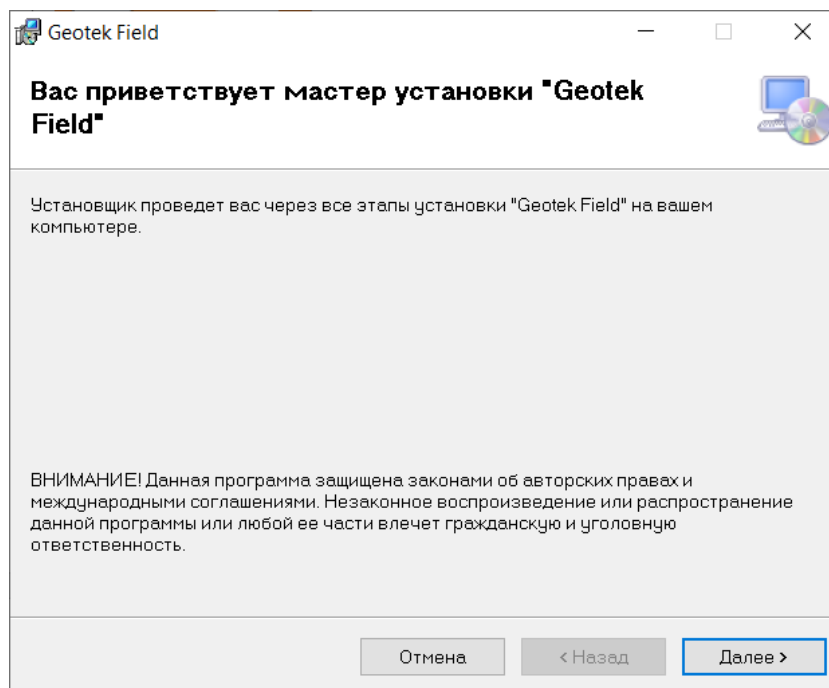 Geotek Field
Вас приветствует мастер установки "Geotek
Field"
Установщик проведет вас через все этапы установки "Geotek Field" на вашем
компьютере.
ВНИМАНИЕ! Данная программа защищена законами об авторских правах и
международными соглашениями. Незаконное воспроизведение или распространение
данной программы или любой ее части влечет гражданскую и уголовную
ответственность.
Отмена
< Назад
Далее >